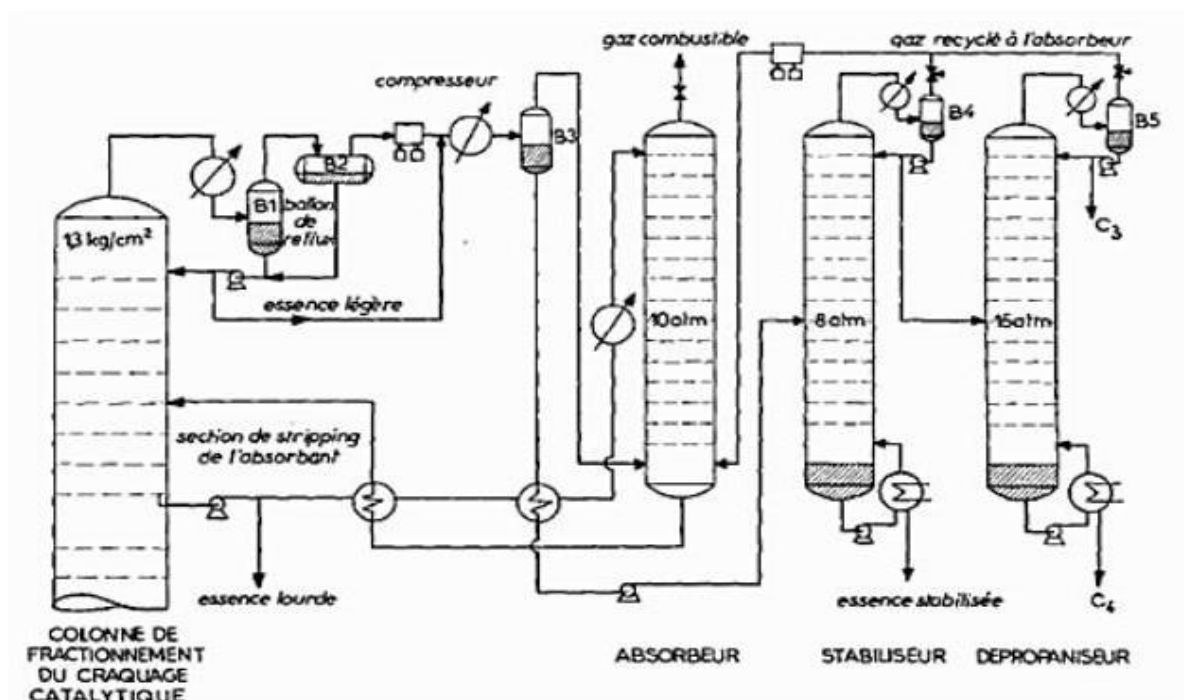 gaz combustible
gaz recyclé à l'absorbeur
compresseur
B4
B5
B3
B2
B1
ballon
de
reflux
1,3 kg/cm²
C3
essence légère
10 atm
8 atm
16 atm
section de stripping
de l'absorbant
essence lourde
essence stabilisée
C4
COLONNE DE
FRACTIONNEMENT
DU CRAQUAGE
CATALYTIQUE
ABSORBEUR
STABILISEUR
DEPROPANISEUR